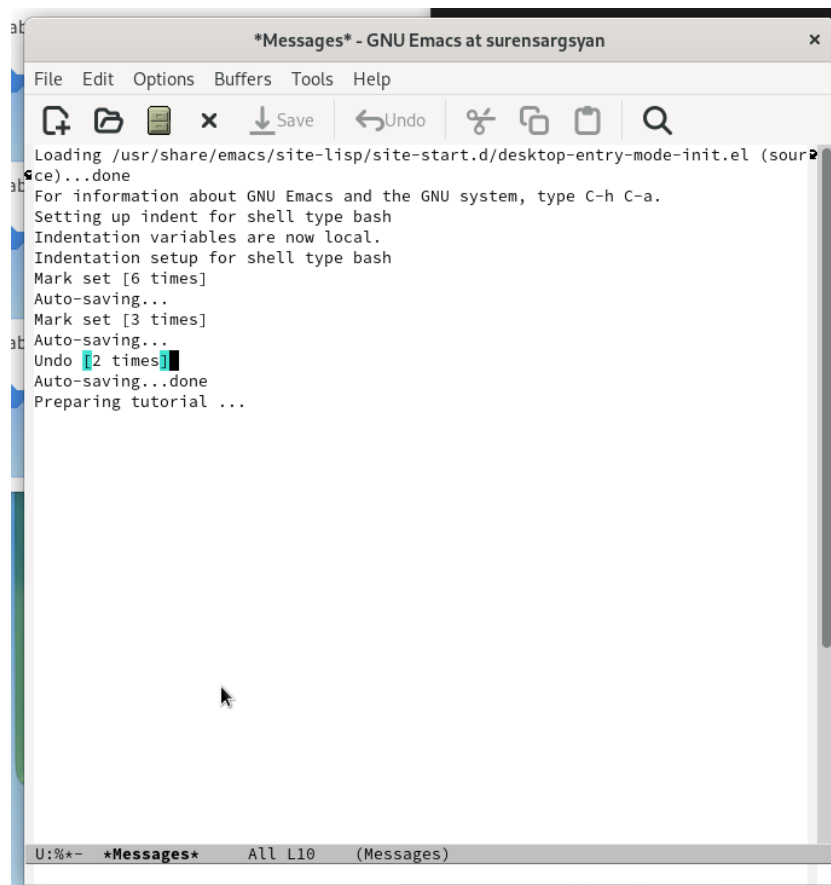 *Messages* - GNU Emacs at surensargsyan
File Edit Options Buffers Tools Help
Save Undo
Loading /usr/share/emacs/site-lisp/site-start.d/desktop-entry-mode-init.el (sour
ce)...done
For information about GNU Emacs and the GNU system, type C-h C-a.
Setting up indent for shell type bash
Indentation variables are now local.
Indentation setup for shell type bash
Mark set [6 times]
Auto-saving...
Mark set [3 times]
Auto-saving...
Undo [2 times]
Auto-saving...done
Preparing tutorial ...
U:%*- *Messages* All L10 (Messages)